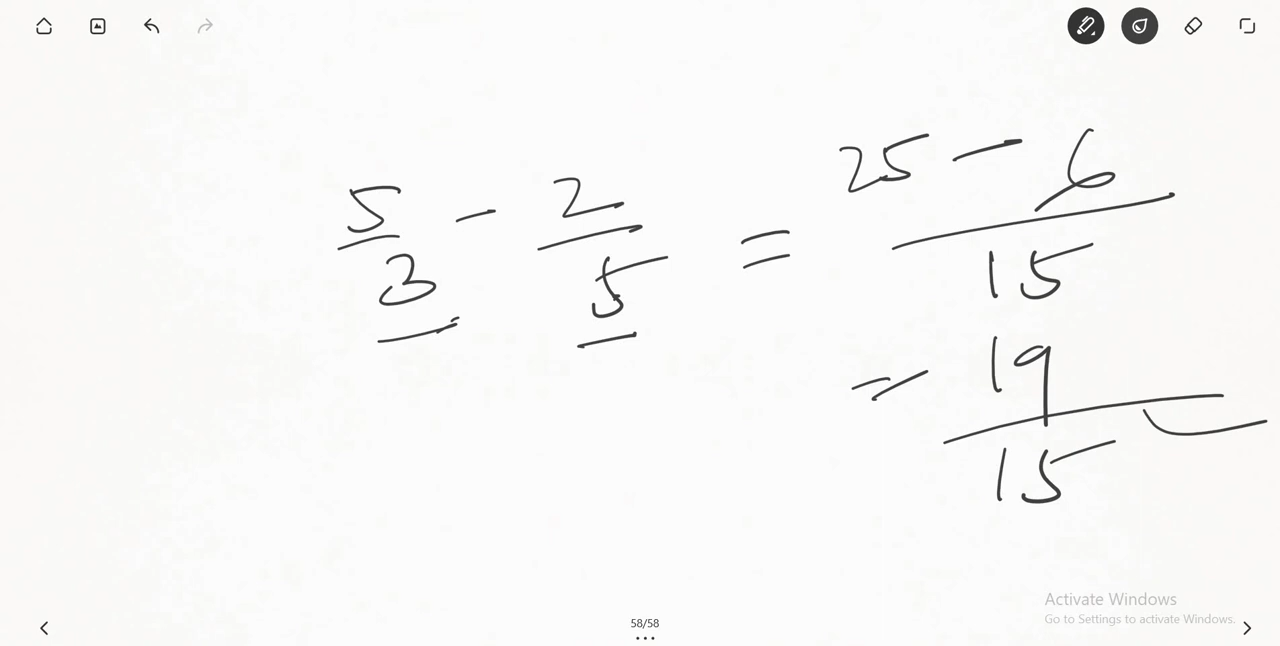 5/3 - 2/5 = 25 - 6/15
= 19/15
Activate Windows
Go to Settings to activate Windows.
58/58